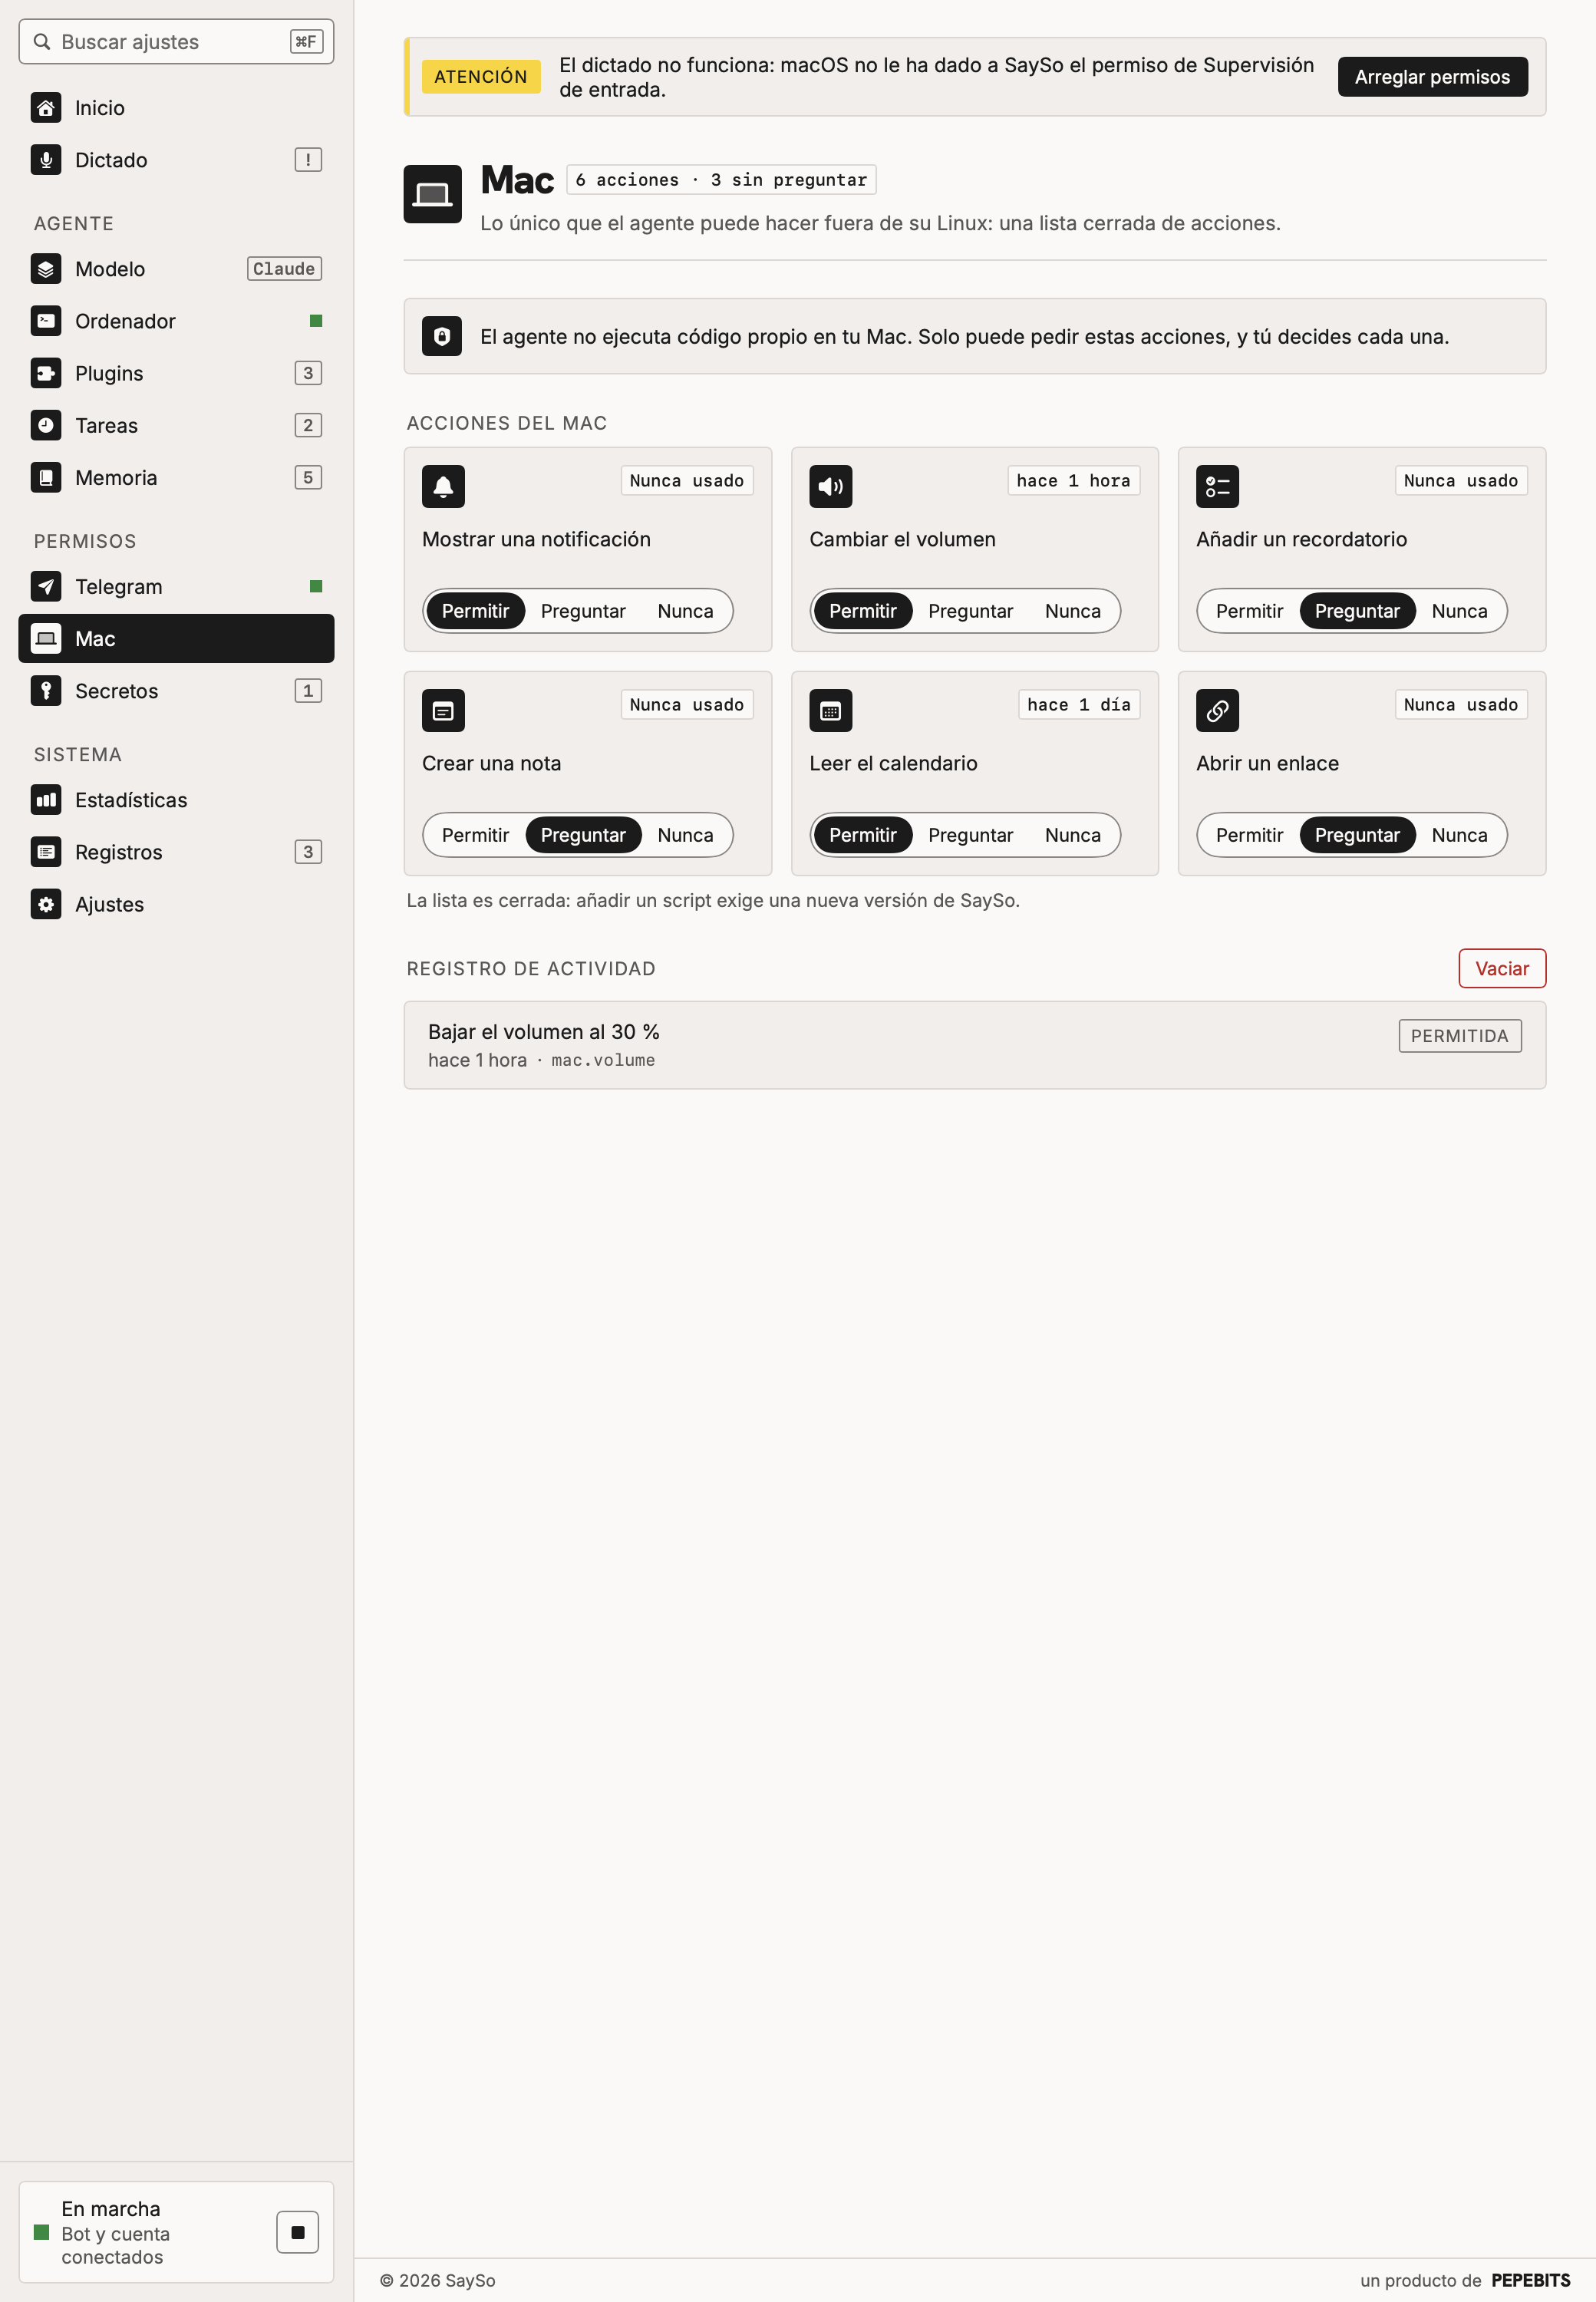 Buscar ajustes ⌘F
Inicio
Dictado !
AGENTE
Modelo Claude
Ordenador
Plugins 3
Tareas 2
Memoria 5
PERMISOS
Telegram
Mac
Secretos 1
SISTEMA
Estadísticas
Registros 3
Ajustes
En marcha
Bot y cuenta
conectados
ATENCIÓN
El dictado no funciona: macOS no le ha dado a SaySo el permiso de Supervisión
de entrada.
Arreglar permisos
Mac 6 acciones · 3 sin preguntar
Lo único que el agente puede hacer fuera de su Linux: una lista cerrada de acciones.
El agente no ejecuta código propio en tu Mac. Solo puede pedir estas acciones, y tú decides cada una.
ACCIONES DEL MAC
Nunca usado
Mostrar una notificación
Permitir Preguntar Nunca
hace 1 hora
Cambiar el volumen
Permitir Preguntar Nunca
Nunca usado
Añadir un recordatorio
Permitir Preguntar Nunca
Nunca usado
Crear una nota
Permitir Preguntar Nunca
hace 1 día
Leer el calendario
Permitir Preguntar Nunca
Nunca usado
Abrir un enlace
Permitir Preguntar Nunca
La lista es cerrada: añadir un script exige una nueva versión de SaySo.
REGISTRO DE ACTIVIDAD
Vaciar
Bajar el volumen al 30 %
hace 1 hora · mac.volume
PERMITIDA
© 2026 SaySo
un producto de PEPEBITS